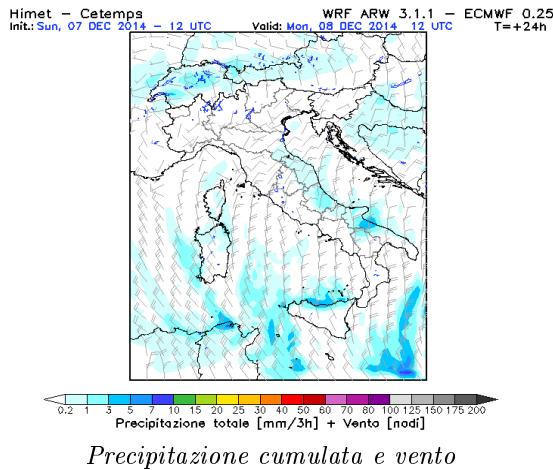 Himet – Cetemps WRF ARW 3.1.1 – ECMWF 0.25
Init.: Sun, 07 DEC 2014 – 12 UTC Valid: Mon, 08 DEC 2014 12 UTC T=+24h
0.2 1 3 5 7 10 15 20 25 30 40 50 60 70 80 100 125 150 175 200
Precipitazione totale [mm/3h] + Vento [nodi]
Precipitazione cumulata e vento